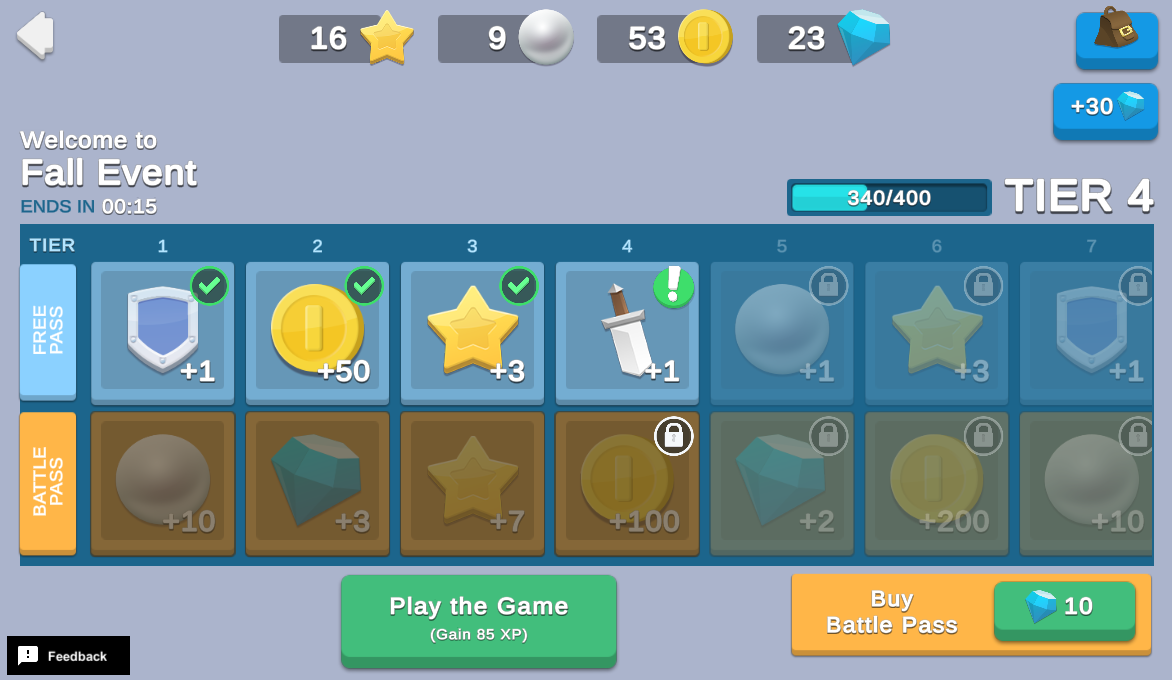 16 9 53 23
+30
Welcome to
Fall Event
ENDS IN 00:15
340/400 TIER 4
TIER 1 2 3 4 5 6 7
FREE
PASS
+1 +50 +3 +1 +1 +3 +1
BATTLE
PASS
+10 +3 +7 +100 +2 +200 +10
Play the Game
(Gain 85 XP)
Buy
Battle Pass
10
Feedback